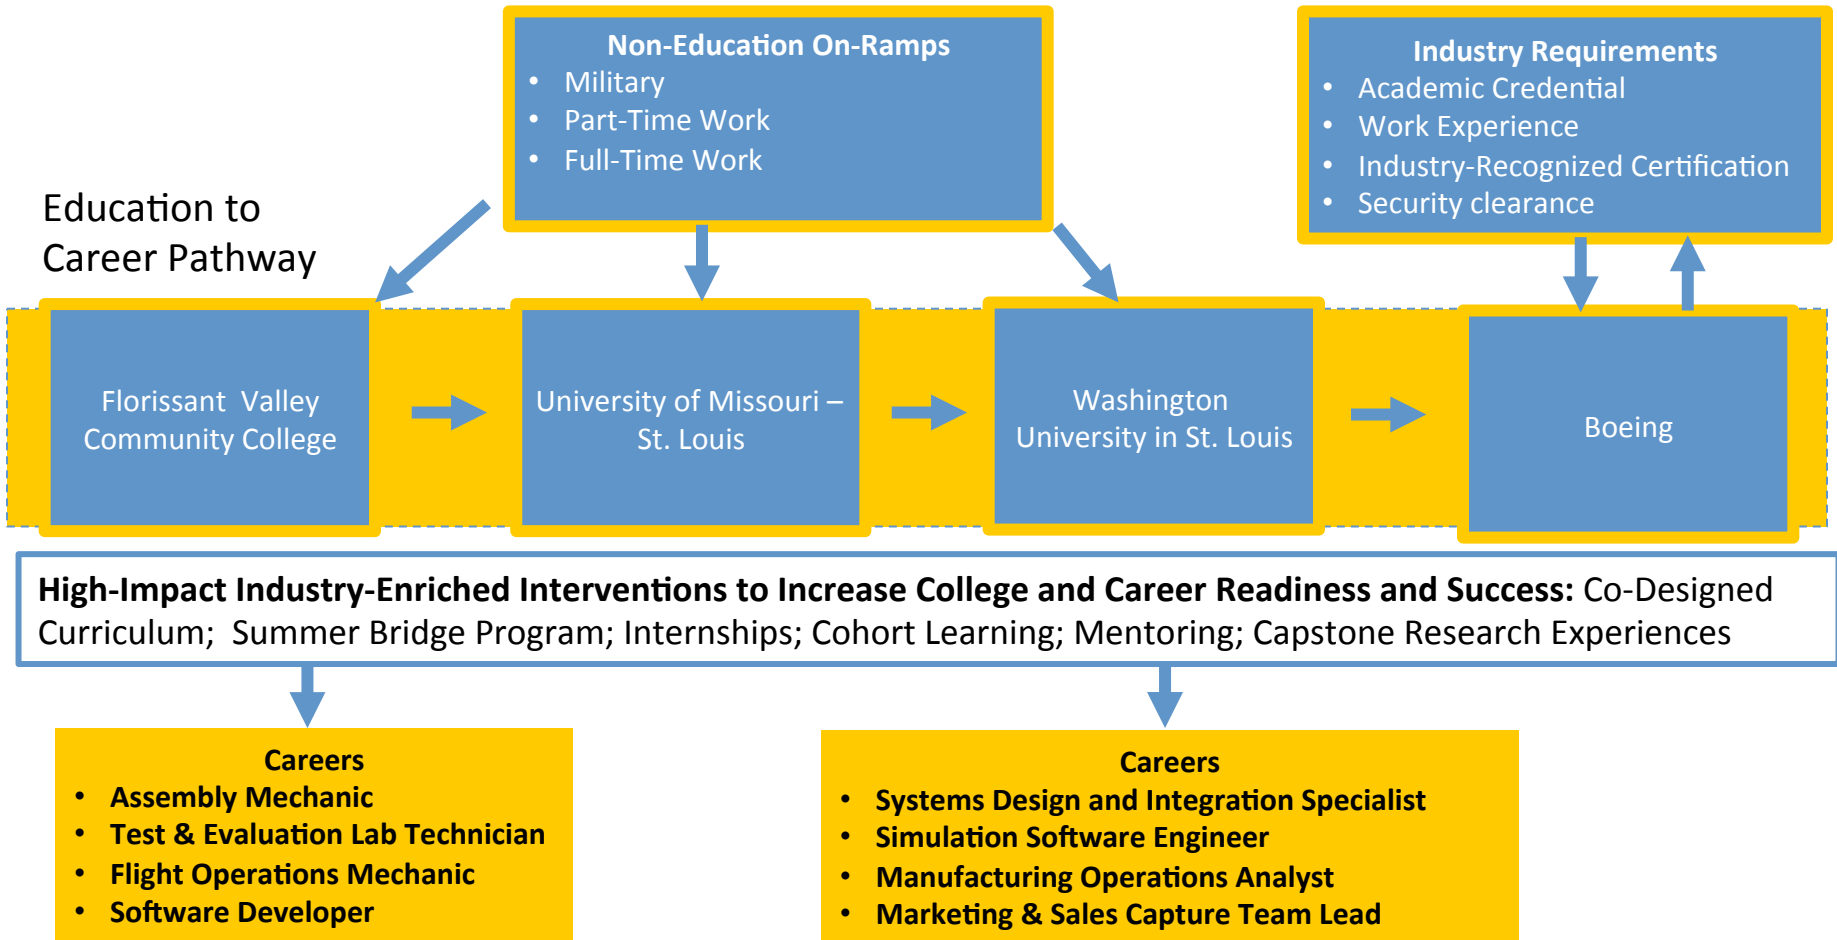 Non-Education On-Ramps
• Military
• Part-Time Work
• Full-Time Work
Industry Requirements
• Academic Credential
• Work Experience
• Industry-Recognized Certification
• Security clearance
Education to
Career Pathway
Florissant Valley
Community College
University of Missouri –
St. Louis
Washington
University in St. Louis
Boeing
High-Impact Industry-Enriched Interventions to Increase College and Career Readiness and Success: Co-Designed
Curriculum; Summer Bridge Program; Internships; Cohort Learning; Mentoring; Capstone Research Experiences
Careers
• Assembly Mechanic
• Test & Evaluation Lab Technician
• Flight Operations Mechanic
• Software Developer
Careers
• Systems Design and Integration Specialist
• Simulation Software Engineer
• Manufacturing Operations Analyst
• Marketing & Sales Capture Team Lead